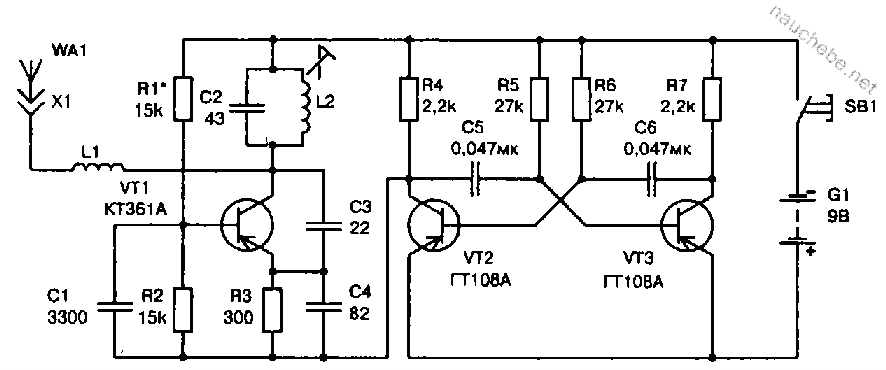 nauchebe.net
WA1
X1
R1*
15k
C2
43
L2
R4
2,2k
R5
27k
R6
27k
R7
2,2k
SB1
C5
0,047мк
C6
0,047мк
L1
VT1
КТ361А
C3
22
G1
9В
VT2
ГТ108А
VT3
ГТ108А
C1
3300
R2
15k
R3
300
C4
82
-
+